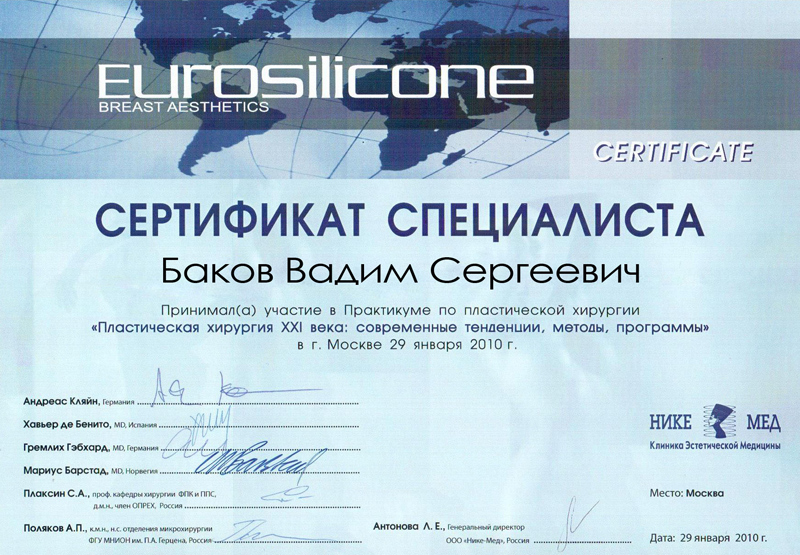 eurosilicone
BREAST AESTHETICS
CERTIFICATE
СЕРТИФИКАТ СПЕЦИАЛИСТА
Баков Вадим Сергеевич
Принимал(а) участие в Практикуме по пластической хирургии
«Пластическая хирургия XXI века: современные тенденции, методы, программы»
в г. Москве 29 января 2010 г.
Андреас Кляйн, Германия
Хавьер де Бенито, MD, Испания
Гремлих Гэбхард, MD, Германия
Мариус Барстад, MD, Норвегия
Плаксин С.А., проф. кафедры хирургии ФПК и ППС,
д.м.н., член ОПРЕХ, Россия
Поляков А.П., к.м.н., н.с. отделения микрохирургии
ФГУ МНИОН им. П.А. Герцена, Россия
Антонова Л. Е., Генеральный директор
ООО «Нике-Мед», Россия
НИКЕ МЕД
Клиника Эстетической Медицины
Место: Москва
Дата: 29 января 2010 г.